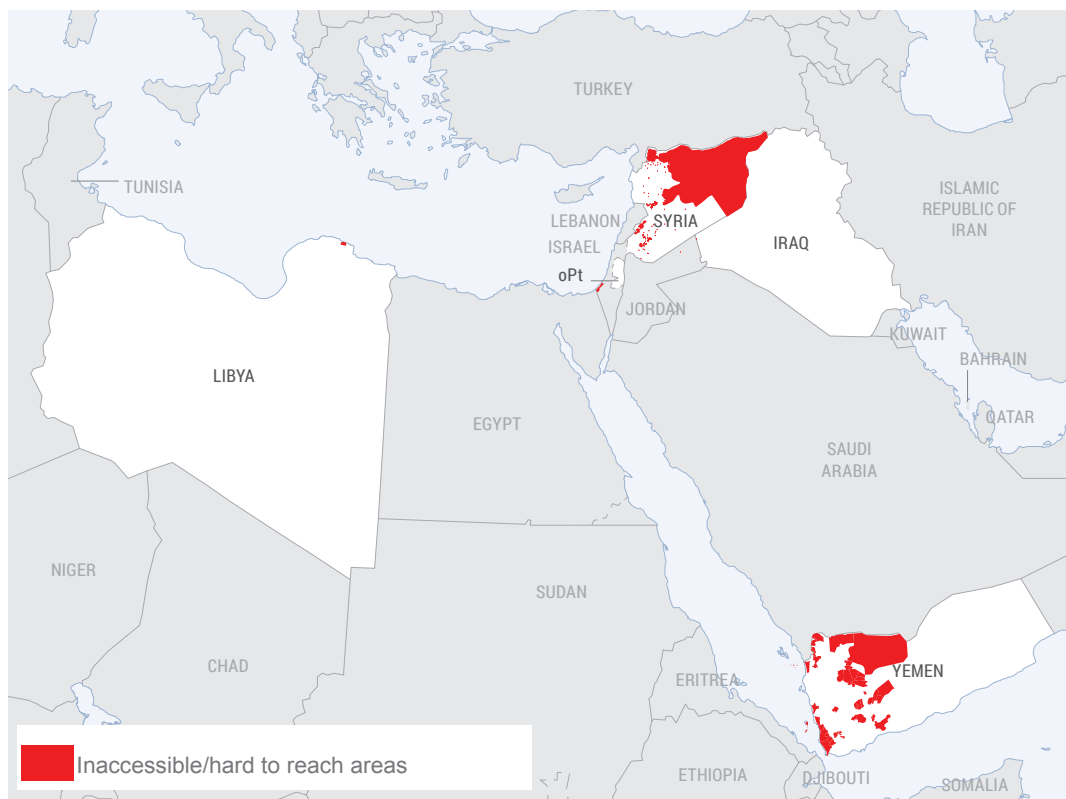 TURKEY
TUNISIA
ISLAMIC
REPUBLIC OF
IRAN
LEBANON
SYRIA
ISRAEL
IRAQ
oPt
JORDAN
KUWAIT
BAHRAIN
LIBYA
QATAR
EGYPT
SAUDI
ARABIA
NIGER
SUDAN
CHAD
ERITREA
YEMEN
Inaccessible/hard to reach areas
ETHIOPIA
DJIBOUTI
SOMALIA